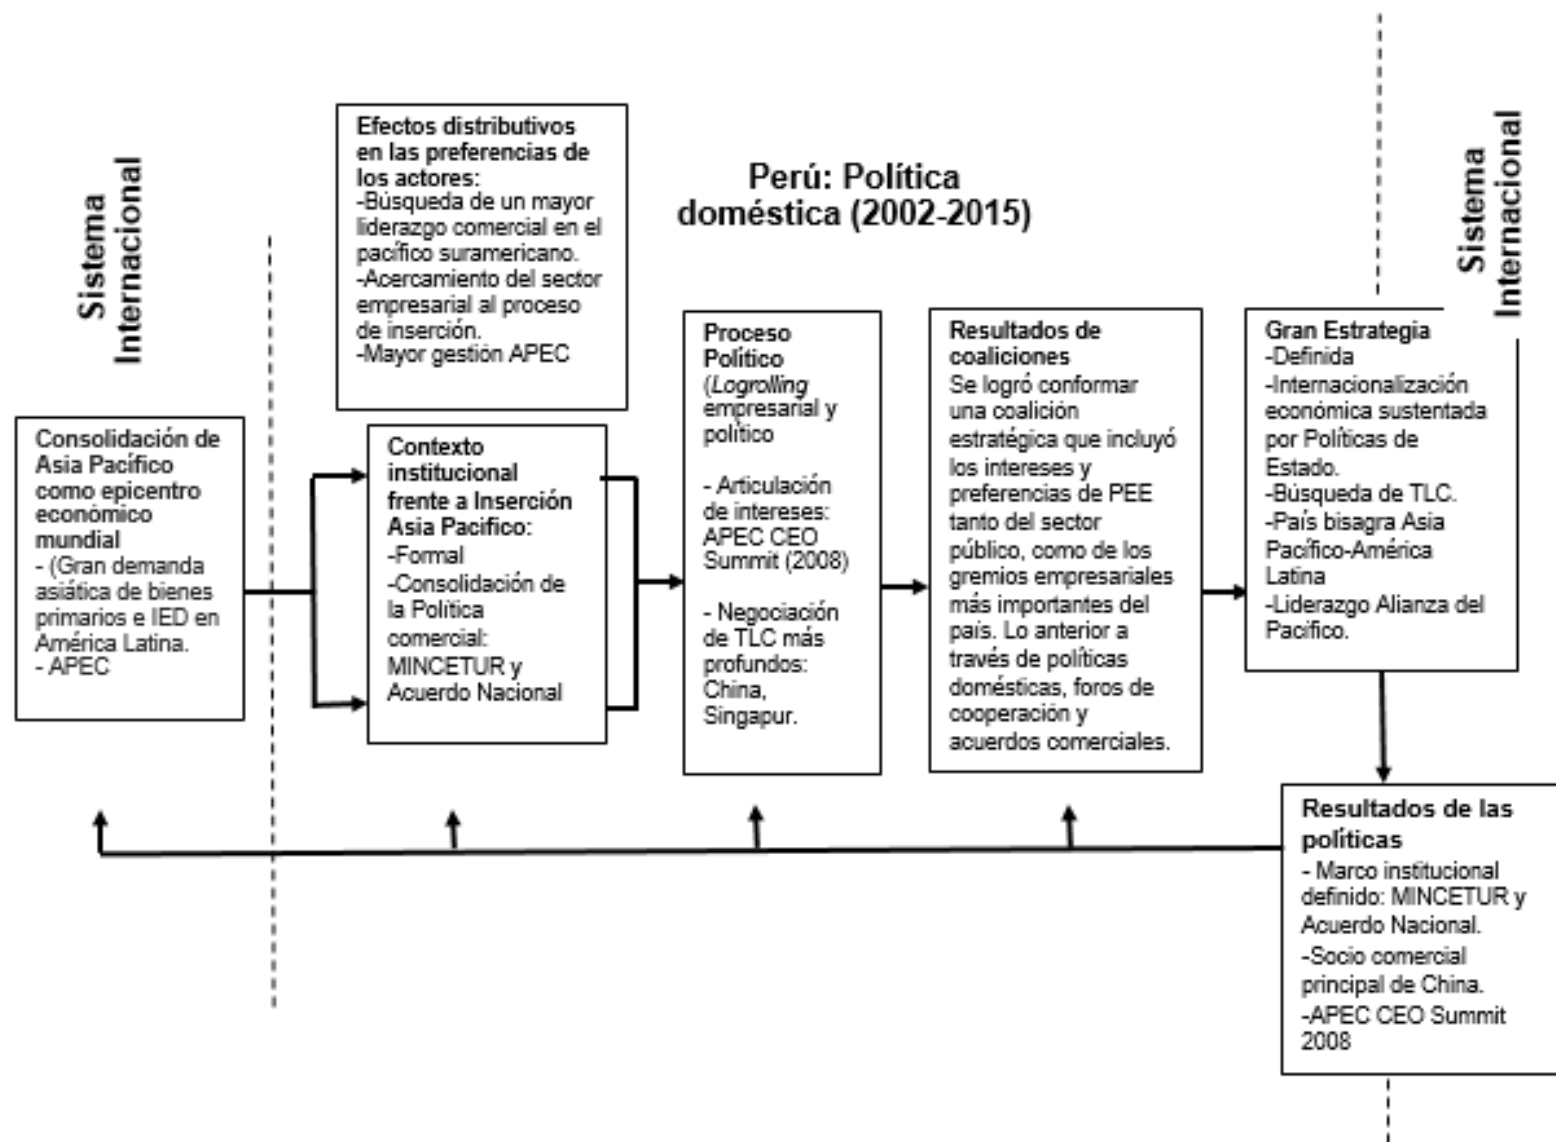 Sistema
Internacional
Consolidación de
Asia Pacífico
como epicentro
económico
mundial
- (Gran demanda
asiática de bienes
primarios e IED en
América Latina.
- APEC
Efectos distributivos
en las preferencias de
los actores:
-Búsqueda de un mayor
liderazgo comercial en el
pacífico suramericano.
-Acercamiento del sector
empresarial al proceso
de inserción.
-Mayor gestión APEC
Contexto
institucional
frente a Inserción
Asia Pacifico:
-Formal
-Consolidación de
la Política
comercial:
MINCETUR y
Acuerdo Nacional
Perú: Política
doméstica (2002-2015)
Proceso
Político
(Logrolling
empresarial y
político
- Articulación
de intereses:
APEC CEO
Summit (2008)
- Negociación
de TLC más
profundos:
China,
Singapur.
Resultados de
coaliciones
Se logró conformar
una coalición
estratégica que incluyó
los intereses y
preferencias de PEE
tanto del sector
público, como de los
gremios empresariales
más importantes del
país. Lo anterior a
través de políticas
domésticas, foros de
cooperación y
acuerdos comerciales.
Sistema
Internacional
Gran Estrategia
-Definida
-Internacionalización
económica sustentada
por Políticas de
Estado.
-Búsqueda de TLC.
-País bisagra Asia
Pacífico-América
Latina
-Liderazgo Alianza del
Pacífico.
Resultados de las
políticas
- Marco institucional
definido: MINCETUR y
Acuerdo Nacional.
-Socio comercial
principal de China.
-APEC CEO Summit
2008